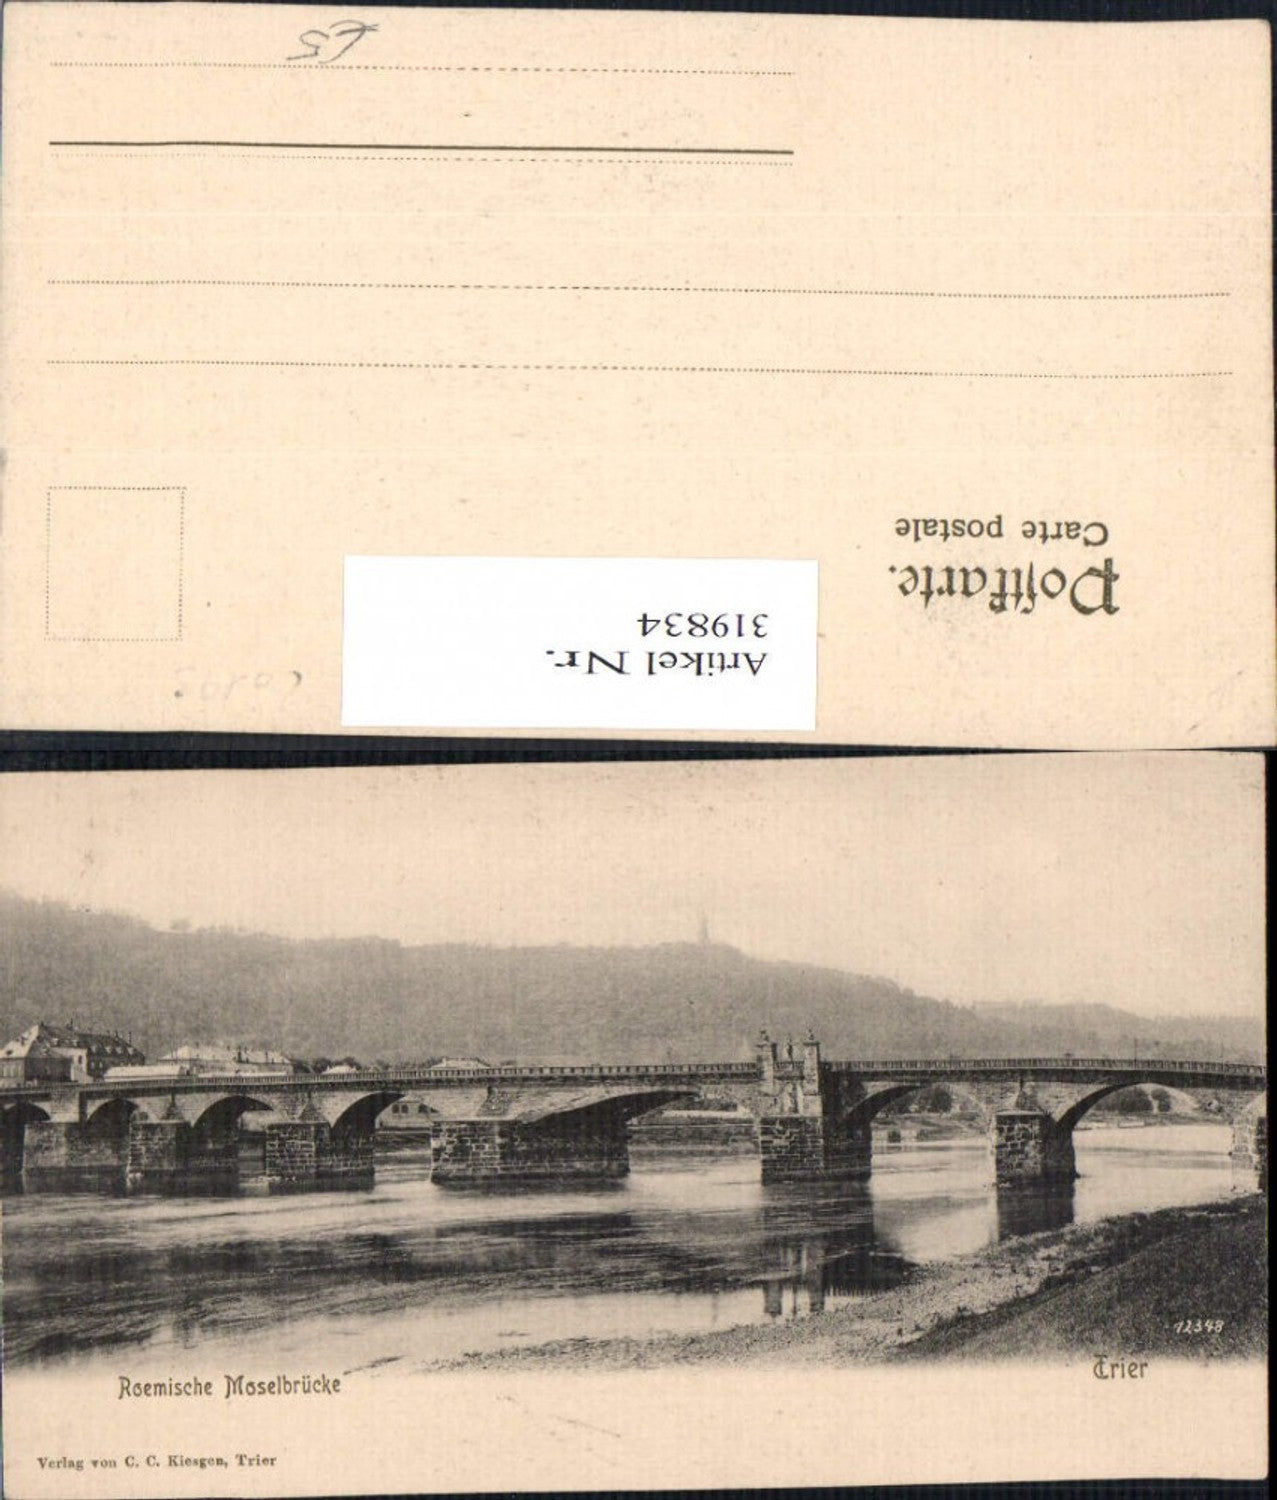 Postkarte.
Carte postale
Artikel Nr.
319834
12348
Trier
Roemische Moselbrücke
Verlag von C. C. Kiesgen, Trier